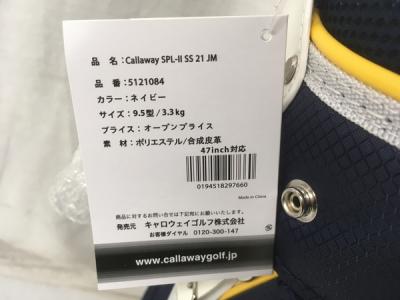 品 名:Callaway SPL-II SS 21 JM
品 番:5121084
カラー:ネイビー
サイズ:9.5型/3.3kg
プライス:オープンプライス
素 材:ポリエステル/合成皮革
47inch対応
0194518297660
Made in China
商品に対するお問い合せは下記宛にお願いします。
発売元 キャロウェイゴルフ株式会社
お客様ダイヤル 0120-300-147
www.callawaygolf.jp